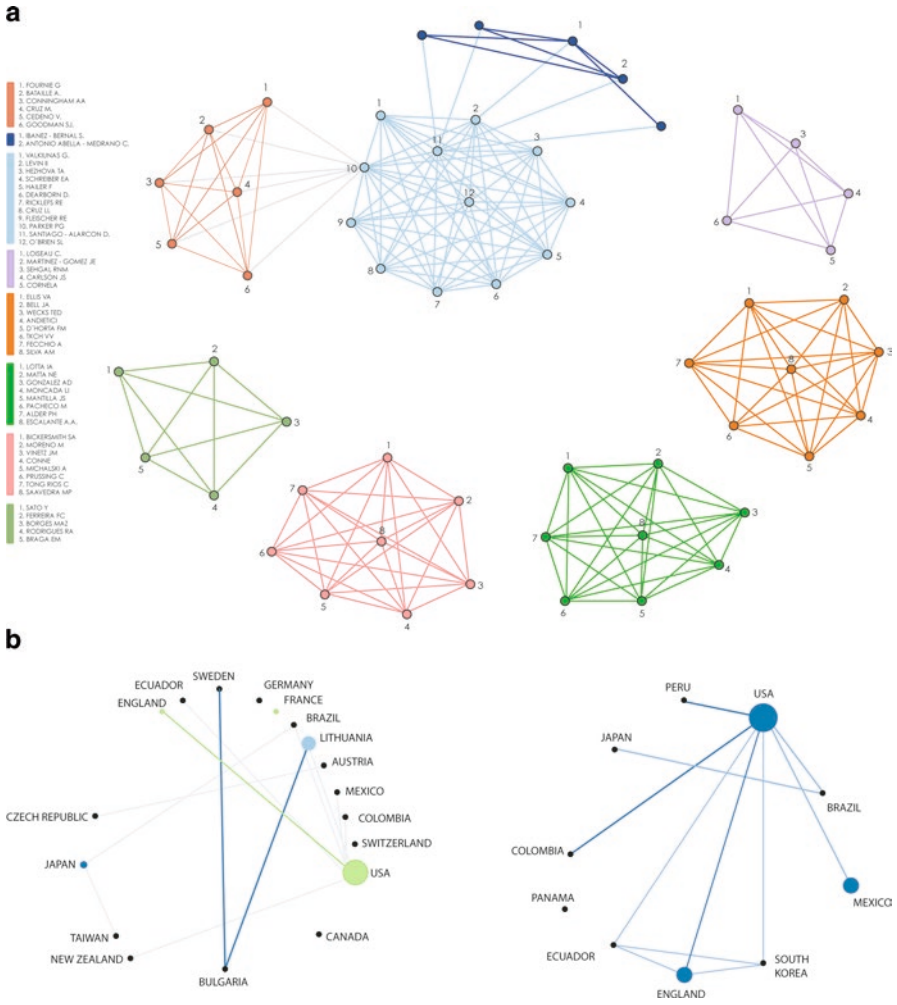 a
1. FOURNIE G
2. BATAILLE A.
3. CONNINGHAM AA
4. CRUZ M.
5. CEDENO V.
6. GOODMAN SJ.
1. IBANEZ - BERNAL S.
2. ANTONIO ABELLA - MEDRANO C.
1. VALKIUNAS G.
2. LEVIN II
3. HEZHOVA TA
4. SCHREIBER EA
5. HAILER F
6. DEARBORN D.
7. RICKLEFS RE
8. CRUZ LL
9. FLEISCHER RE
10. PARKER PG
11. SANTIAGO - ALARCON D.
12. O'BRIEN SL
1. LOISEAU C.
2. MARTINEZ - GOMEZ JE
3. SEHGAL RNM
4. CARLSON JS
5. CORNELA
1. ELLIS VA
2. BELL JA
3. WECKS TED
4. ANDIETICI
5. D'HORTA FM
6. TKCH VV
7. FECCHIO A
8. SILVA AM
1. LOTTA IA
2. MATTA NE
3. GONZALEZ AD
4. MONCADA LI
5. MANTILLA JS
6. PACHECO M
7. ALDER PH
8. ESCALANTE A.A.
1. BICKERSMITH SA
2. MORENO M
3. VINETZ JM
4. CONNE
5. MICHALSKI A
6. PRUSSING C
7. TONG RIOS C
8. SAAVEDRA MP
1. SATO Y
2. FERREIRA FC
3. BORGES MAZ
4. RODRIGUES RA
5. BRAGA EM
1
2
3
4
5
6
1
2
1
2
3
4
5
6
7
8
9
10
11
12
1
3
4
5
6
1
2
3
4
5
6
7
8
1
2
3
4
5
1
2
3
4
5
6
7
8
1
2
3
4
5
6
7
8
b
SWEDEN
ECUADOR
GERMANY
ENGLAND
FRANCE
BRAZIL
LITHUANIA
AUSTRIA
MEXICO
CZECH REPUBLIC
COLOMBIA
SWITZERLAND
JAPAN
USA
TAIWAN
CANADA
NEW ZEALAND
BULGARIA
USA
PERU
JAPAN
BRAZIL
COLOMBIA
PANAMA
MEXICO
ECUADOR
SOUTH
KOREA
ENGLAND